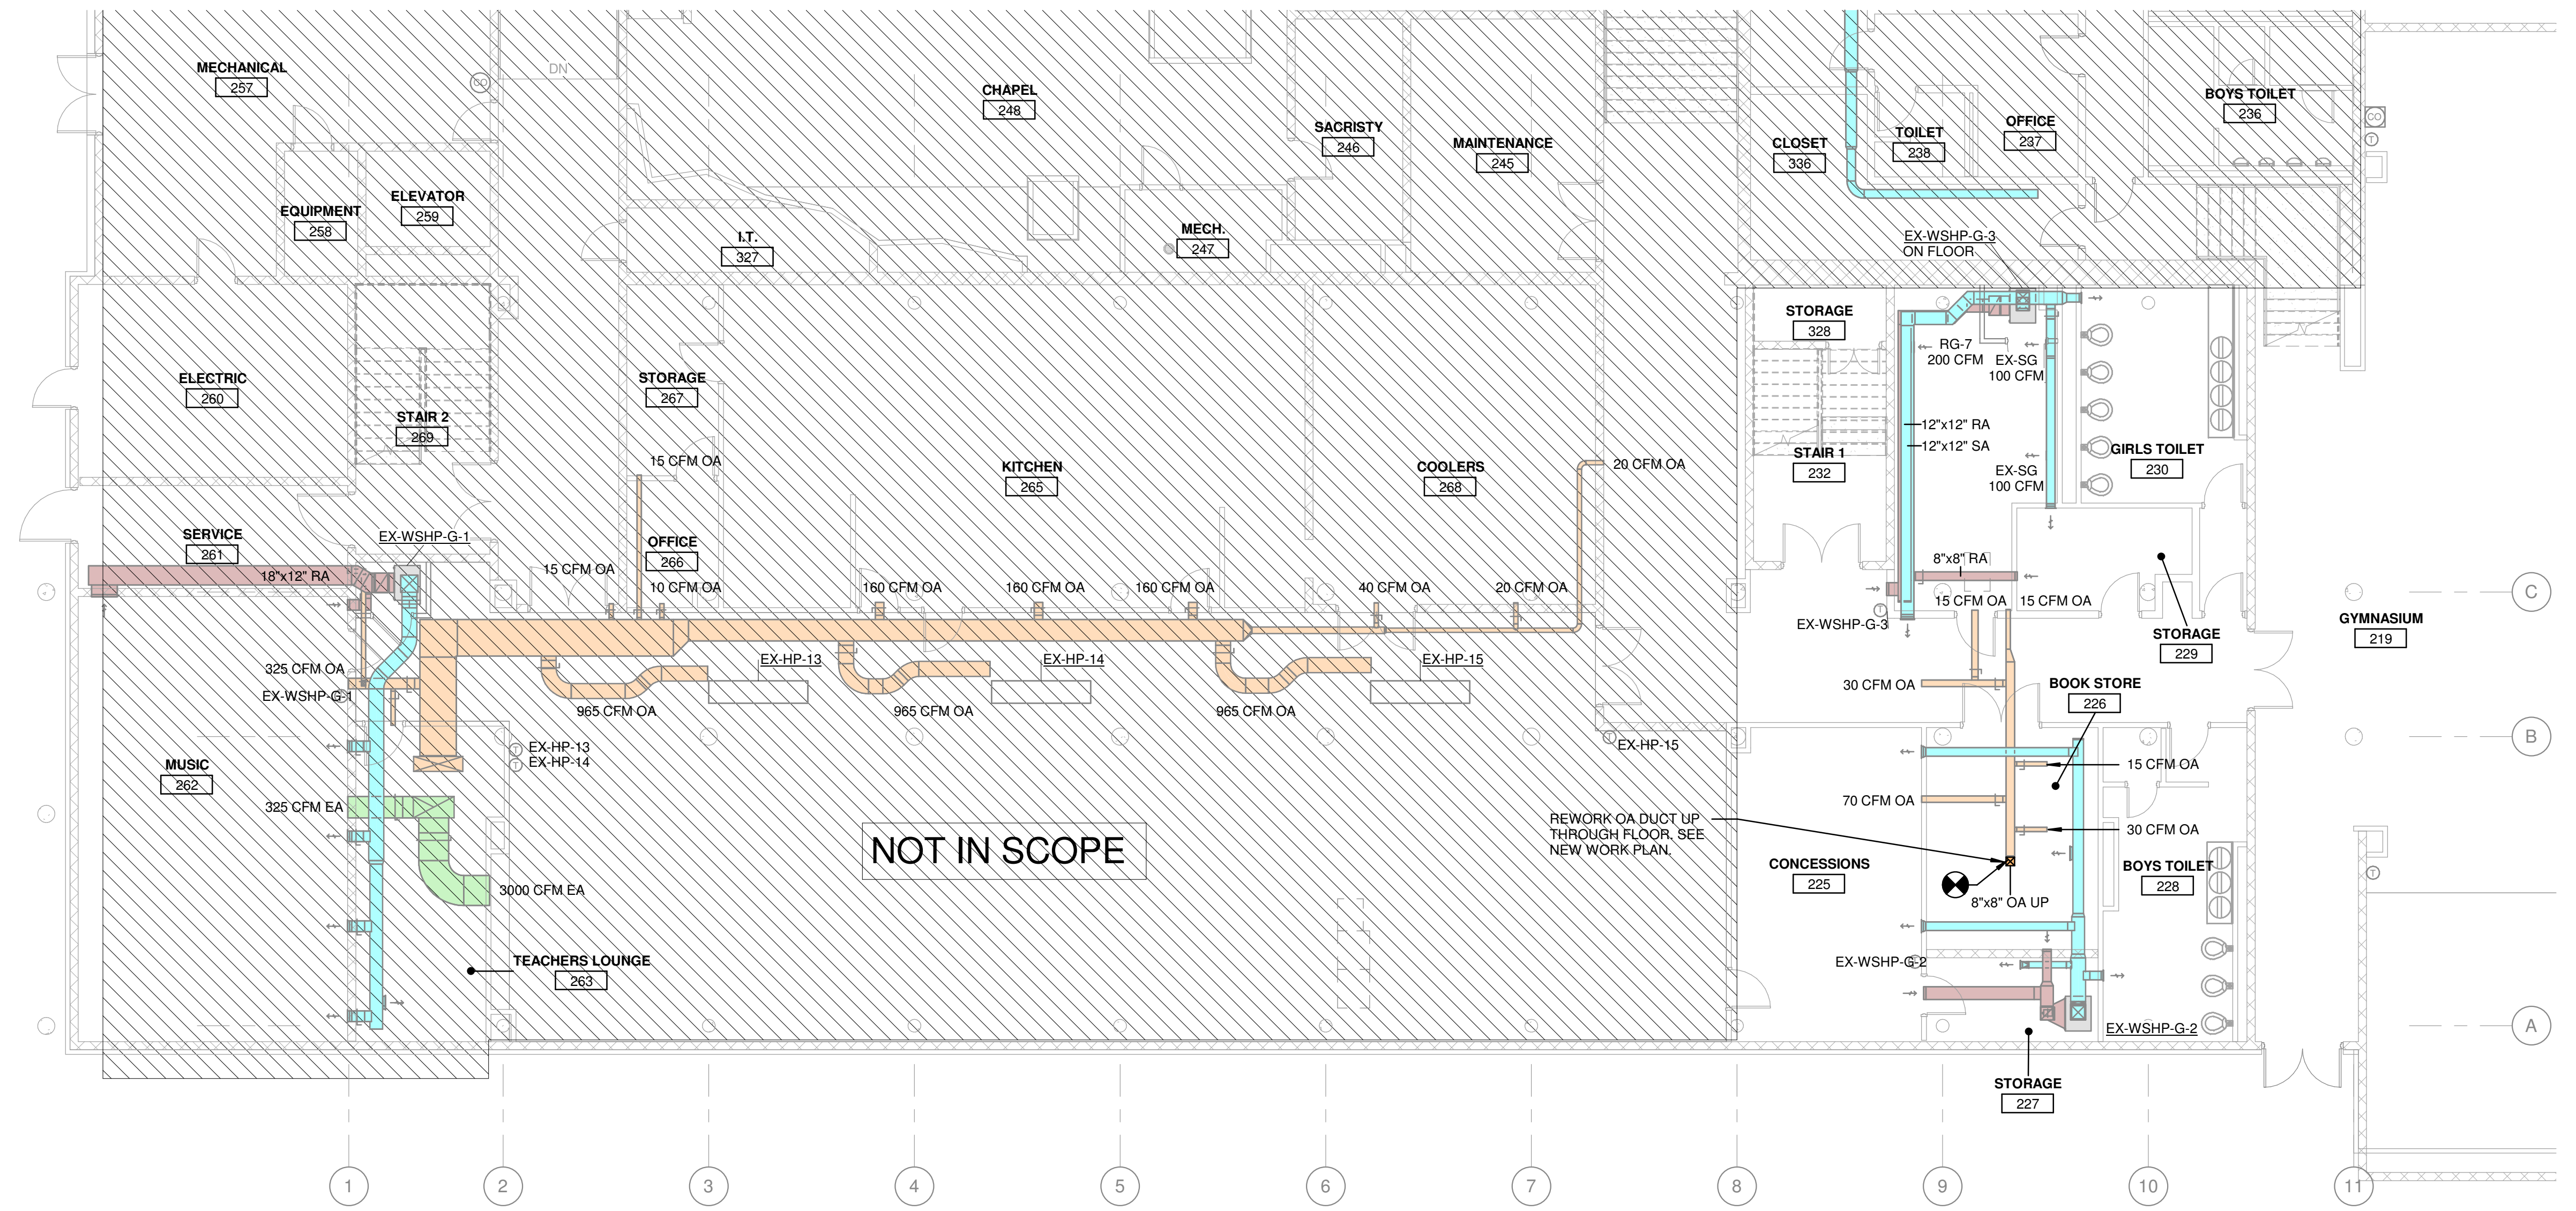 MECHANICAL
257
CO
DN
CHAPEL
248
SACRISTY
246
MAINTENANCE
245
CLOSET
336
TOILET
238
OFFICE
237
BOYS TOILET
236
CO
T
EQUIPMENT
258
ELEVATOR
259
I.T.
327
MECH.
247
EX-WSHP-G-3
ON FLOOR
ELECTRIC
260
STAIR 2
269
STORAGE
267
15 CFM OA
KITCHEN
265
COOLERS
268
20 CFM OA
STORAGE
328
STAIR 1
232
RG-7
200 CFM
EX-SG
100 CFM
12"x12" RA
12"x12" SA
EX-SG
100 CFM
GIRLS TOILET
230
SERVICE
261
18"x12" RA
EX-WSHP-G-1
15 CFM OA
OFFICE
266
10 CFM OA
160 CFM OA
160 CFM OA
160 CFM OA
40 CFM OA
20 CFM OA
8"x8" RA
15 CFM OA
15 CFM OA
T
EX-WSHP-G-3
STORAGE
229
GYMNASIUM
219
C
325 CFM OA
EX-WSHP-G-1
T
EX-HP-13
EX-HP-14
EX-HP-15
965 CFM OA
965 CFM OA
965 CFM OA
30 CFM OA
BOOK STORE
226
T
EX-HP-13
T
EX-HP-14
T
EX-HP-15
B
MUSIC
262
325 CFM EA
15 CFM OA
70 CFM OA
30 CFM OA
NOT IN SCOPE
REWORK OA DUCT UP
THROUGH FLOOR. SEE
NEW WORK PLAN.
CONCESSIONS
225
8"x8" OA UP
BOYS TOILET
228
T
3000 CFM EA
TEACHERS LOUNGE
263
EX-WSHP-G-2
T
EX-WSHP-G-2
A
STORAGE
227
1
2
3
4
5
6
7
8
9
10
11